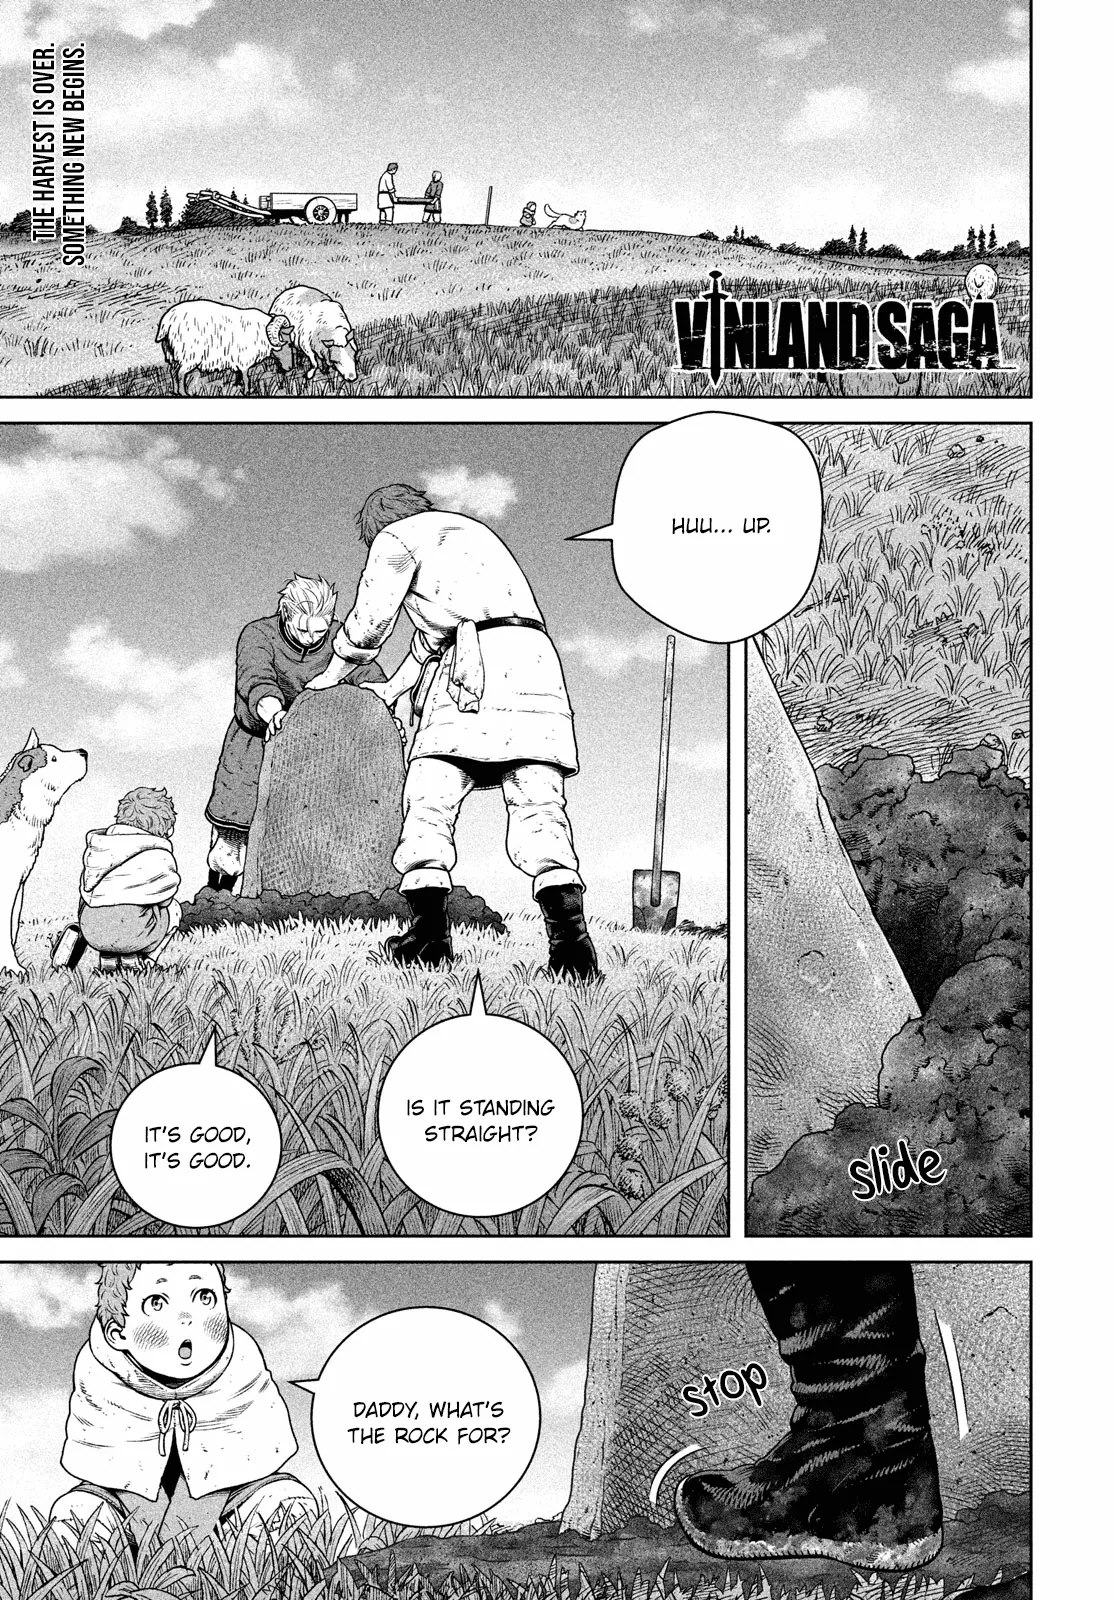 THE HARVEST IS OVER.
SOMETHING NEW BEGINS.
VINLAND SAGA
HUU... UP.
slide
IS IT STANDING
STRAIGHT?
IT'S GOOD,
IT'S GOOD.
stop
DADDY, WHAT'S
THE ROCK FOR?